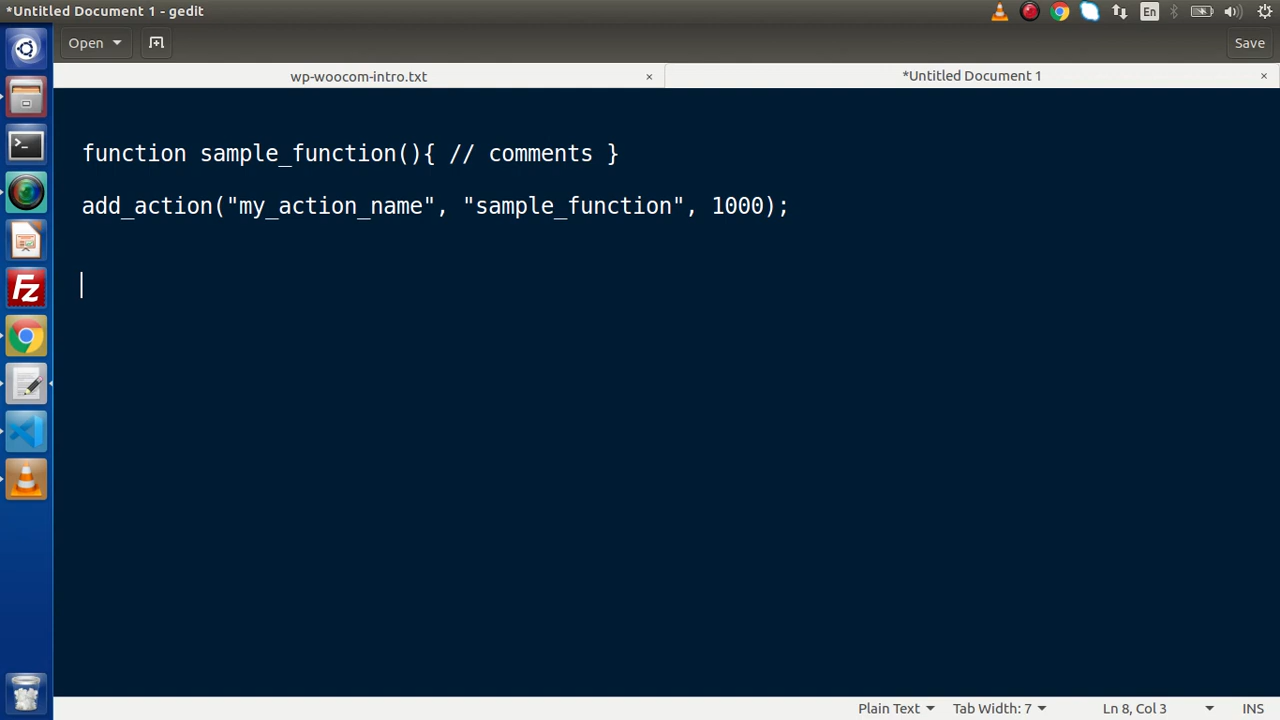 *Untitled Document 1 - gedit
En
Open
Save
wp-woocom-intro.txt ×
*Untitled Document 1 ×
function sample_function(){ // comments }
add_action("my_action_name", "sample_function", 1000);
>_
Fz
Plain Text
Tab Width: 7
Ln 8, Col 3
INS